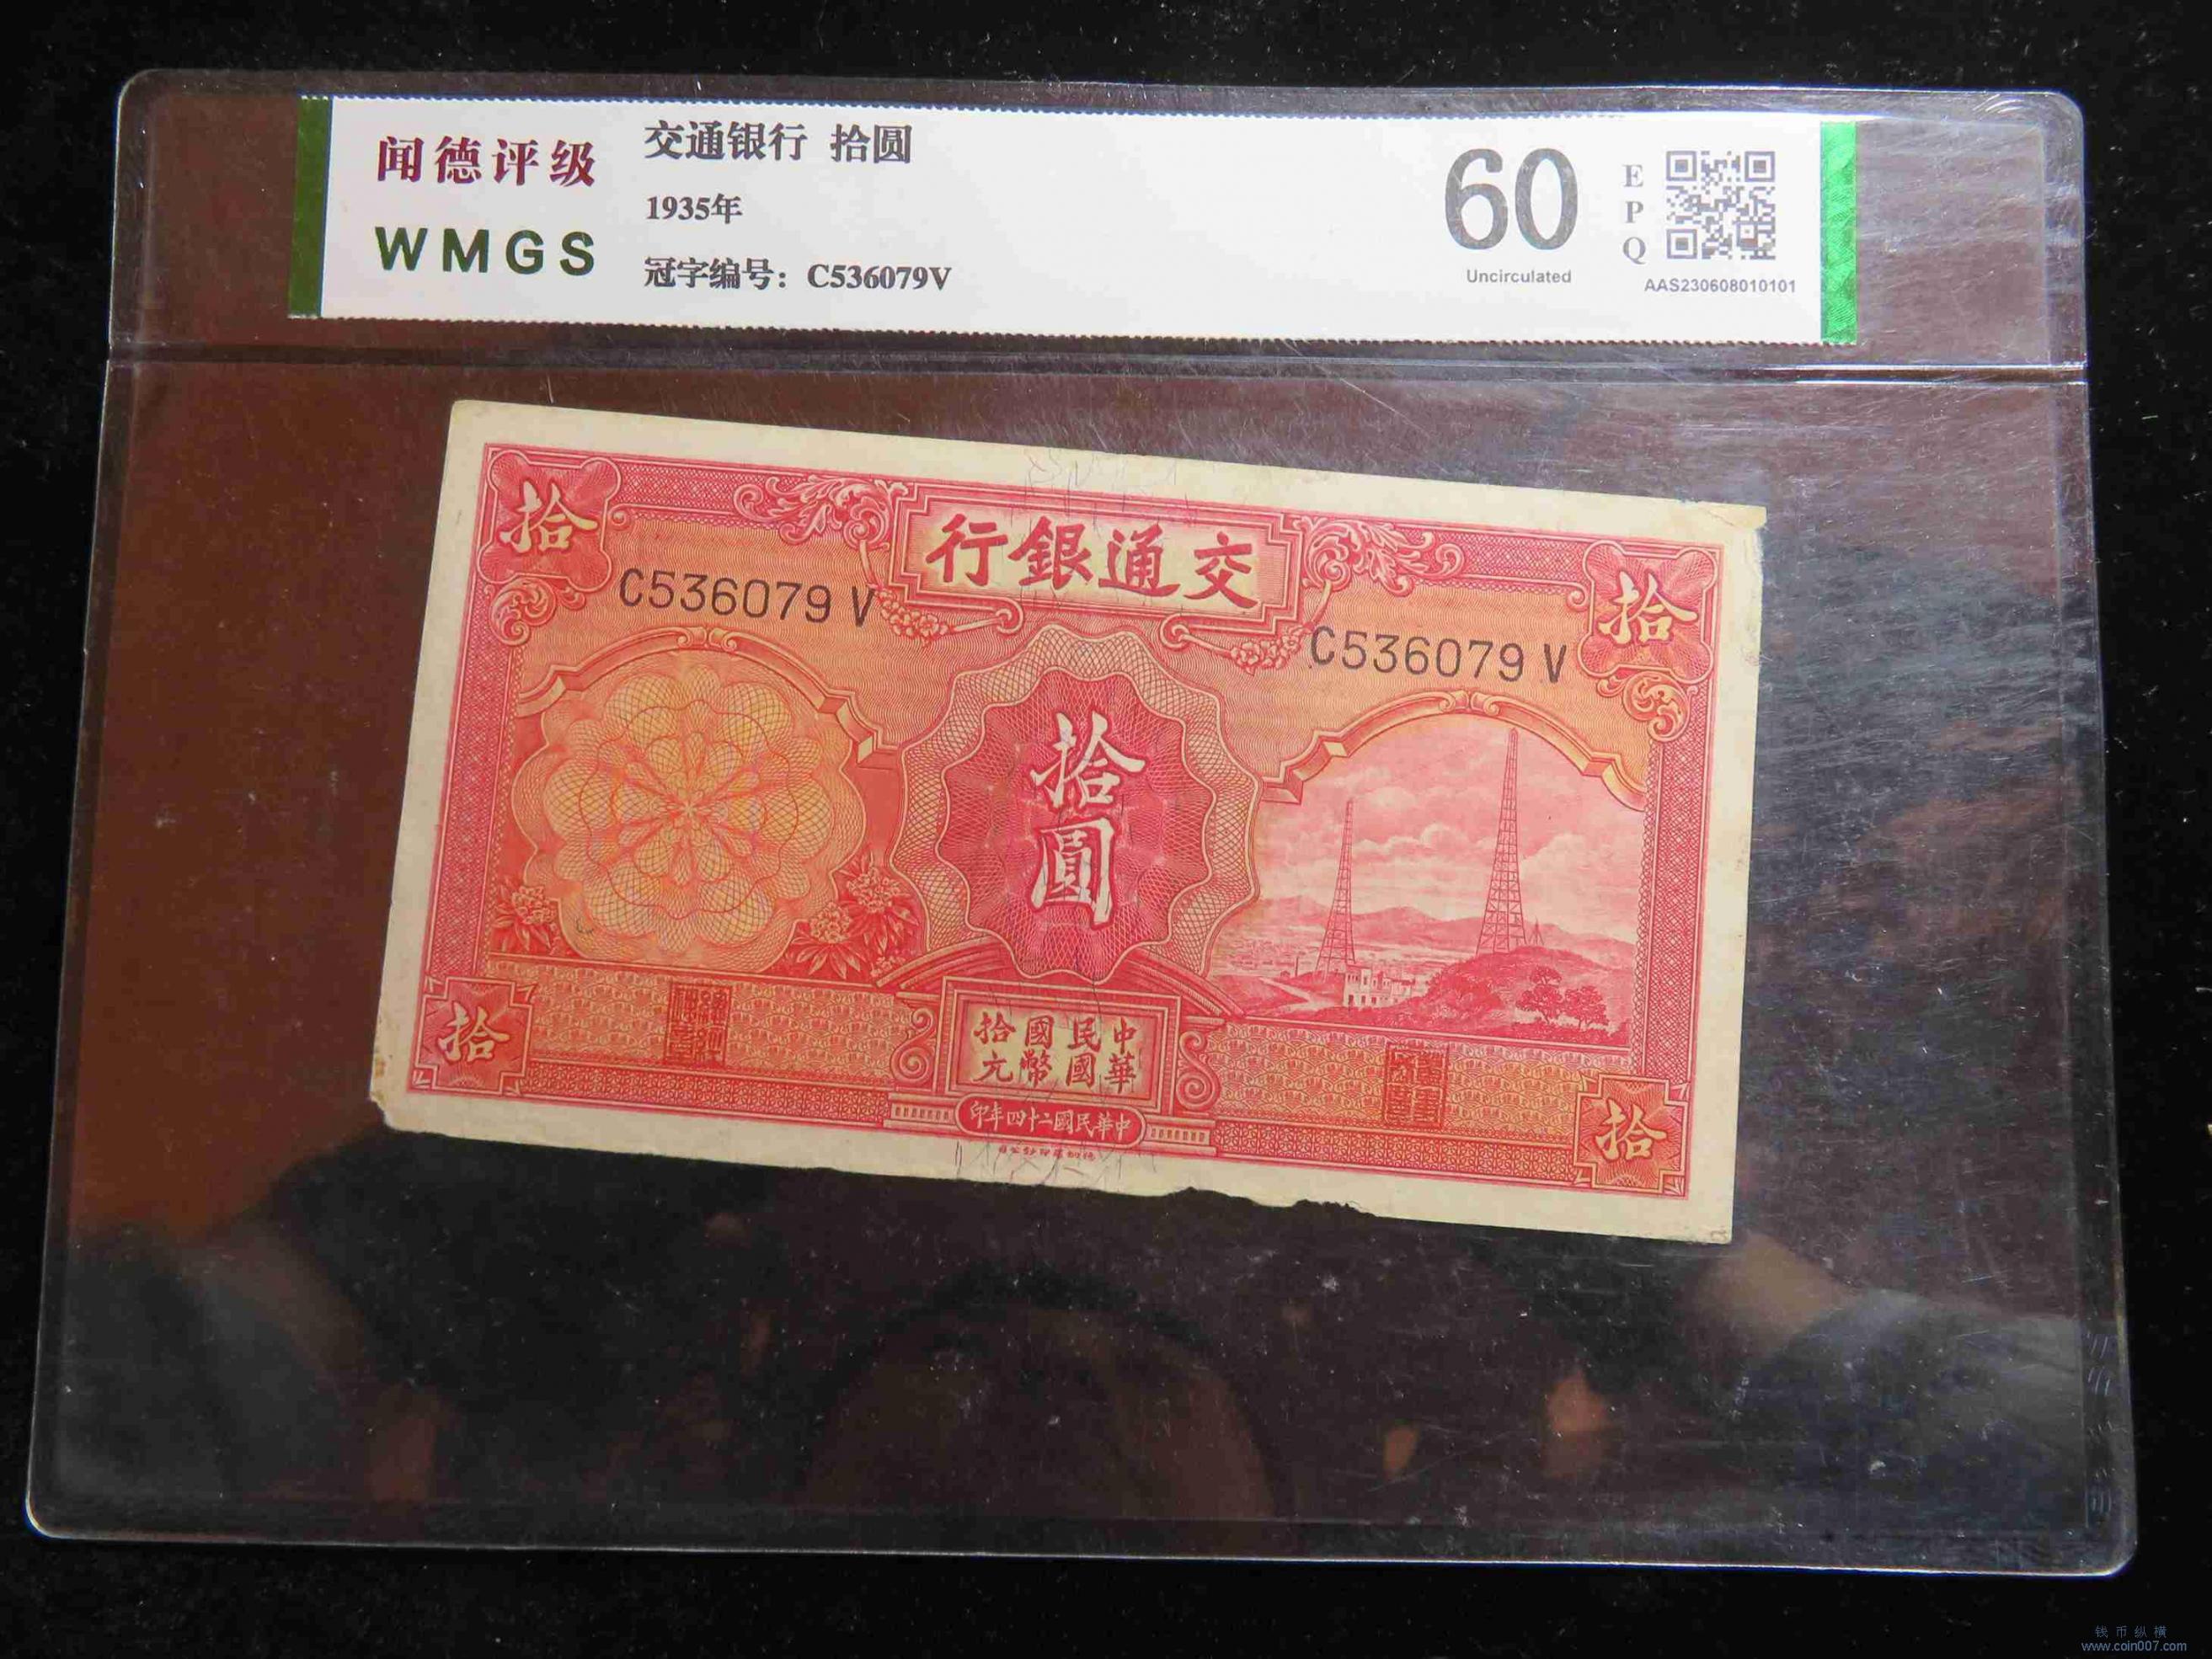 闻德评级
WMGS
交通银行 拾圆
1935年
冠字编号：C536079V
60
Uncirculated
EPQ
AAS230608010101
拾
行銀通交
拾
C536079 V
C536079 V
拾圓
拾國民中
元幣國華
拾
印年四十二國民華中
拾
钱币纵横
www.coin007.com